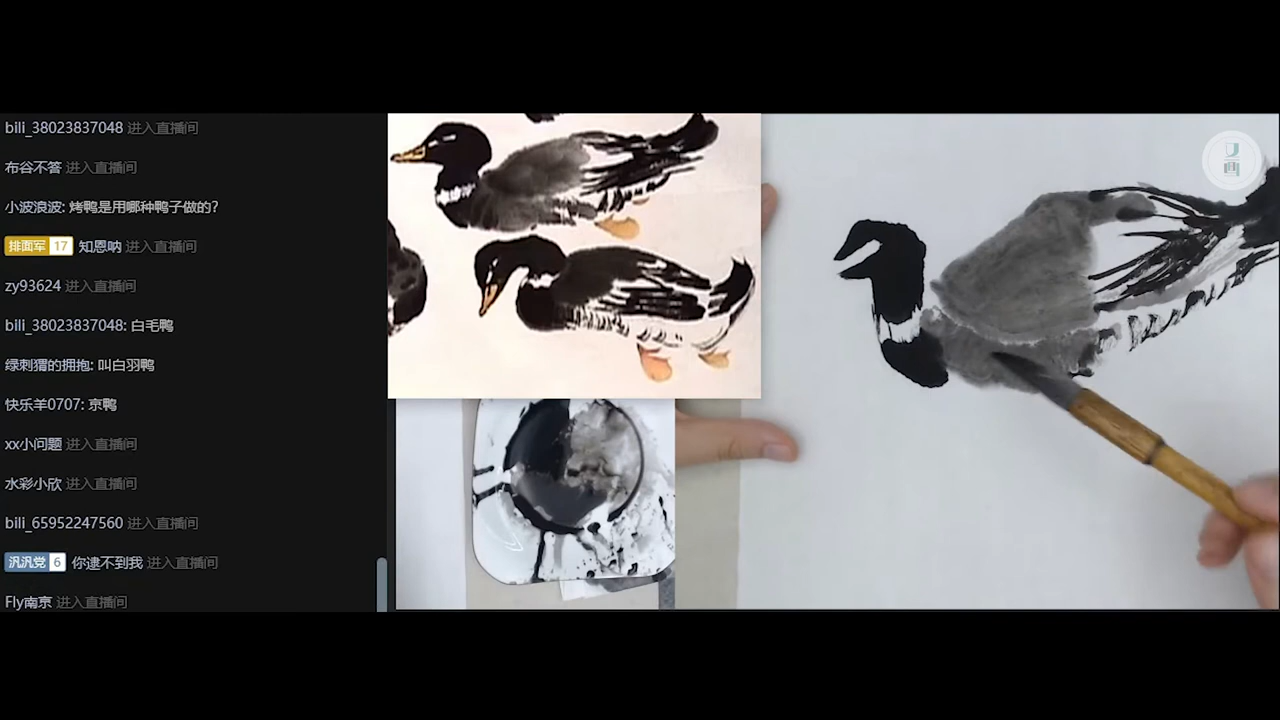 bili_38023837048 进入直播间
布谷不答 进入直播间
小波浪波: 烤鸭是用哪种鸭子做的?
排面军 17 知恩呐 进入直播间
zy93624 进入直播间
bili_38023837048: 白毛鸭
绿刺猬的拥抱: 叫白羽鸭
快乐羊0707: 京鸭
xx小问题 进入直播间
水彩小欣 进入直播间
bili_65952247560 进入直播间
汎汎党 6 你逮不到我 进入直播间
Fly南京 进入直播间